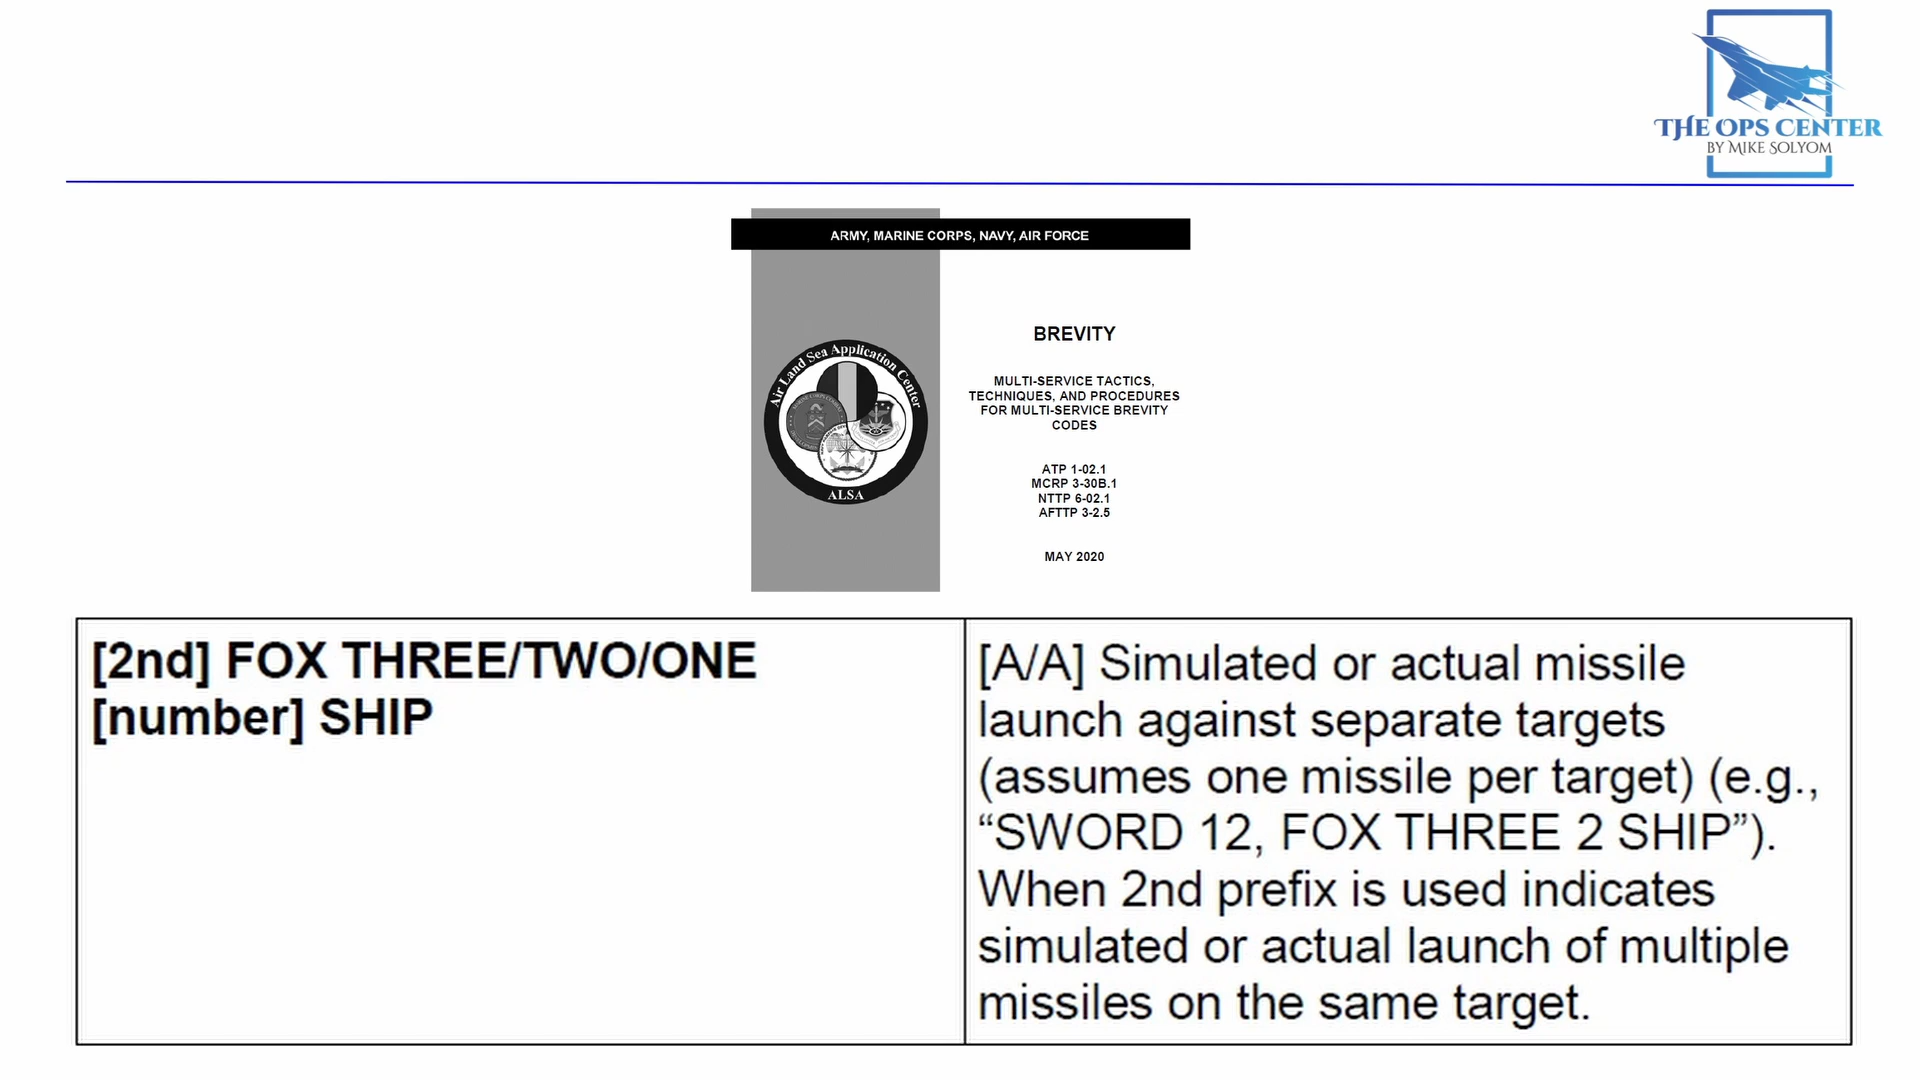 THE OPS CENTER
BY MIKE SOLYOM
ARMY, MARINE CORPS, NAVY, AIR FORCE
Air Land Sea Application Center
ALSA
BREVITY
MULTI-SERVICE TACTICS,
TECHNIQUES, AND PROCEDURES
FOR MULTI-SERVICE BREVITY
CODES
ATP 1-02.1
MCRP 3-30B.1
NTTP 6-02.1
AFTTP 3-2.5
MAY 2020
[2nd] FOX THREE/TWO/ONE
[number] SHIP
[A/A] Simulated or actual missile
launch against separate targets
(assumes one missile per target) (e.g.,
“SWORD 12, FOX THREE 2 SHIP”).
When 2nd prefix is used indicates
simulated or actual launch of multiple
missiles on the same target.